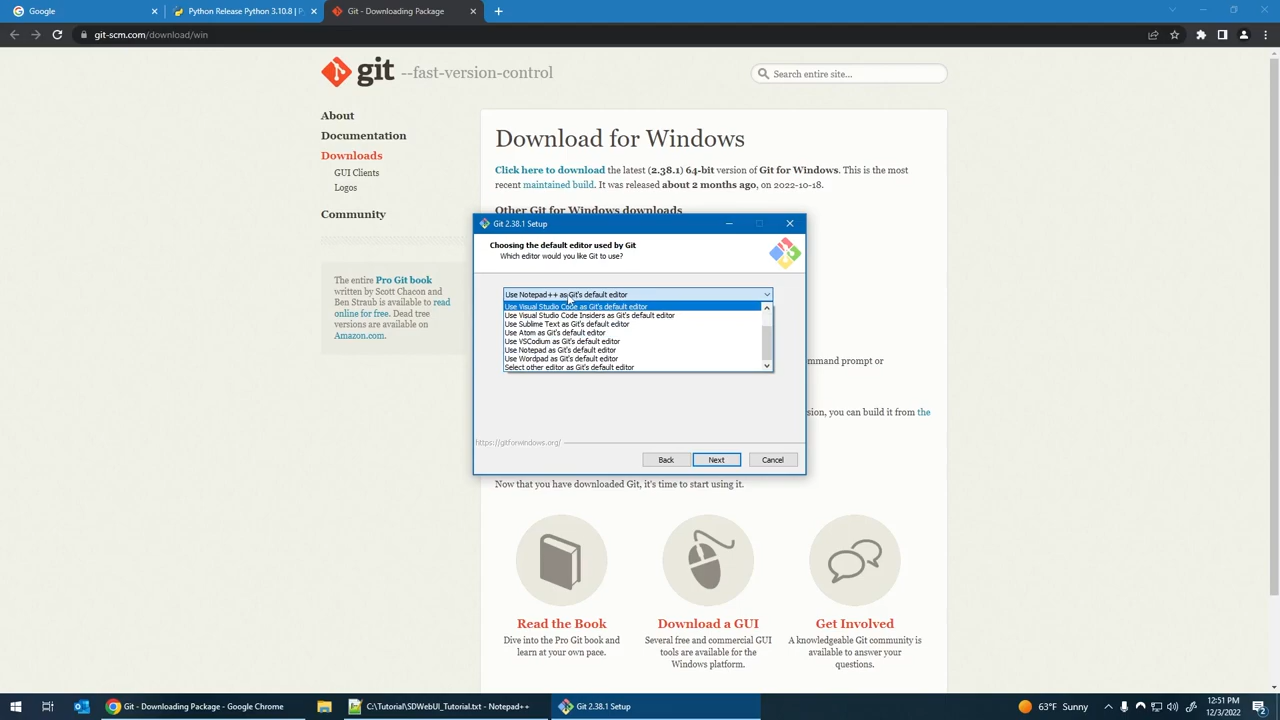 Google
Python Release Python 3.10.8 |
Git - Downloading Package
git-scm.com/download/win
git --fast-version-control
Search entire site...
About
Documentation
Downloads
GUI Clients
Logos
Community
The entire Pro Git book
written by Scott Chacon and
Ben Straub is available to read
online for free. Dead tree
versions are available on
Amazon.com.
Download for Windows
Click here to download the latest (2.38.1) 64-bit version of Git for Windows. This is the most
recent maintained build. It was released about 2 months ago, on 2022-10-18.
Other Git for Windows downloads
Git 2.38.1 Setup
Choosing the default editor used by Git
Which editor would you like Git to use?
Use Notepad++ as Git's default editor
Use Visual Studio Code as Git's default editor
Use Visual Studio Code Insiders as Git's default editor
Use Sublime Text as Git's default editor
Use Atom as Git's default editor
Use VSCodium as Git's default editor
Use Notepad as Git's default editor
Use Wordpad as Git's default editor
Select other editor as Git's default editor
https://gitforwindows.org/
Back
Next
Cancel
mmand prompt or
sion, you can build it from the
Now that you have downloaded Git, it's time to start using it.
Read the Book
Dive into the Pro Git book and
learn at your own pace.
Download a GUI
Several free and commercial GUI
tools are available for the
Windows platform.
Get Involved
A knowledgeable Git community is
available to answer your
questions.
Git - Downloading Package - Google Chrome
C:\Tutorial\SDWebUI_Tutorial.txt - Notepad++
Git 2.38.1 Setup
63°F Sunny
12:51 PM
12/3/2022